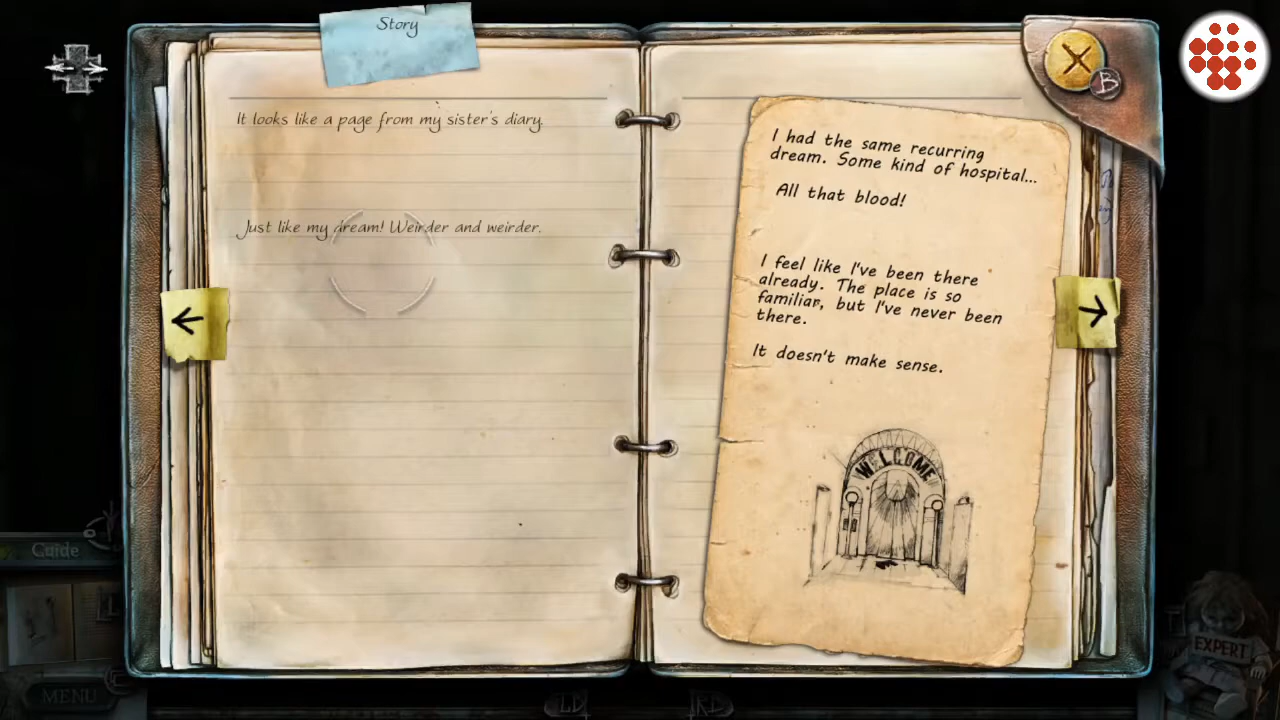 Story
It looks like a page from my sister's diary.
Just like my dream! Weirder and weirder.
I had the same recurring
dream. Some kind of hospital...
All that blood!
I feel like I've been there
already. The place is so
familiar, but I've never been
there.
It doesn't make sense.
WELCOME
B
Guide
L
MENU
LB
RB
EXPERT